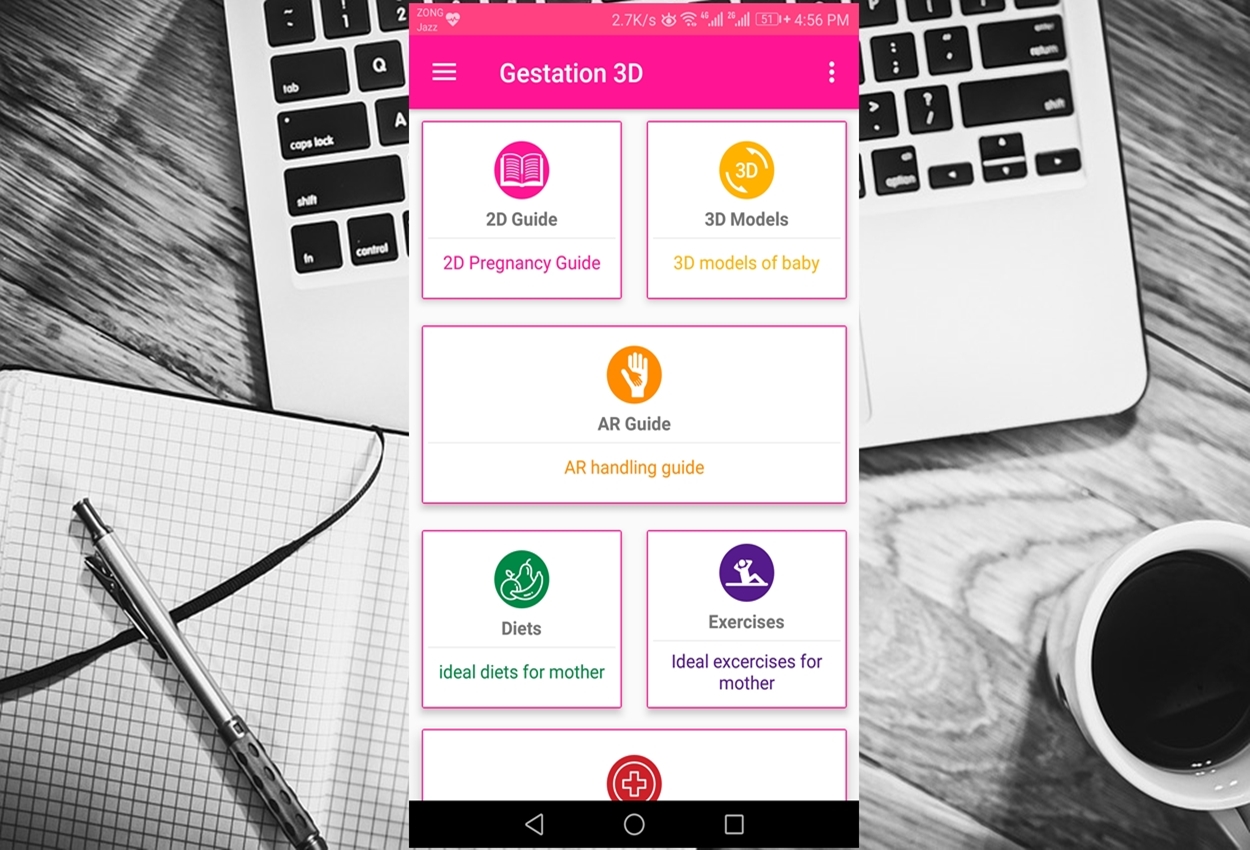 ZONG
Jazz
2.7K/s 4G 2G 51 4:56 PM
Gestation 3D
2D Guide
2D Pregnancy Guide
3D
3D Models
3D models of baby
AR Guide
AR handling guide
Diets
ideal diets for mother
Exercises
Ideal excercises for
mother
~
!
1
2
tab
Q
caps lock
A
shift
fn
control
enter
return
shift
option